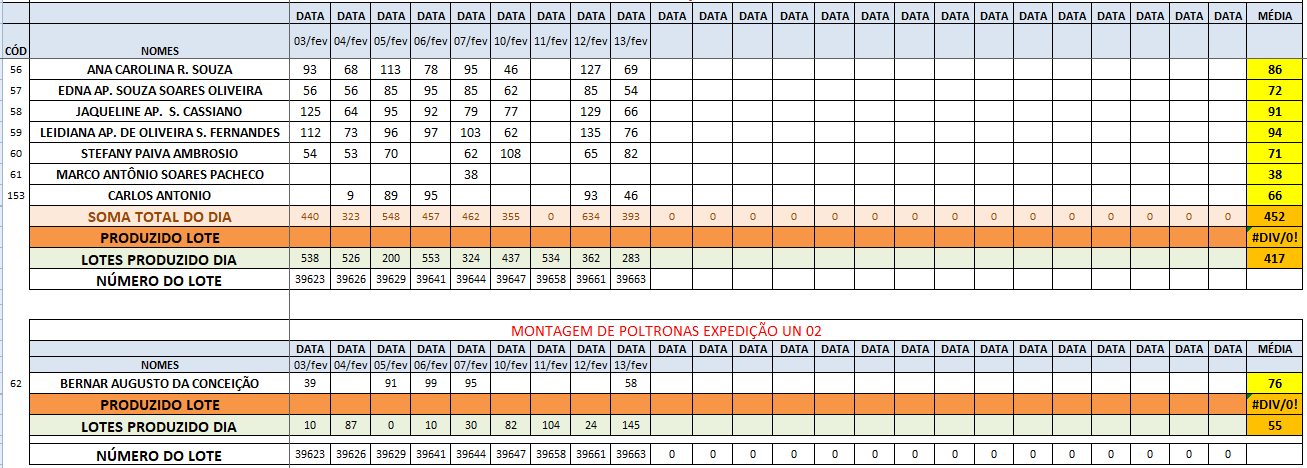 DATA DATA DATA DATA DATA DATA DATA DATA DATA DATA DATA DATA DATA DATA DATA DATA DATA DATA DATA DATA DATA DATA DATA DATA MÉDIA
CÓD NOMES 03/fev 04/fev 05/fev 06/fev 07/fev 10/fev 11/fev 12/fev 13/fev
56 ANA CAROLINA R. SOUZA 93 68 113 78 95 46 127 69 86
57 EDNA AP. SOUZA SOARES OLIVEIRA 56 56 85 95 85 62 85 54 72
58 JAQUELINE AP. S. CASSIANO 125 64 95 92 79 77 129 66 91
59 LEIDIANA AP. DE OLIVEIRA S. FERNANDES 112 73 96 97 103 62 135 76 94
60 STEFANY PAIVA AMBROSIO 54 53 70 62 108 65 82 71
61 MARCO ANTÔNIO SOARES PACHECO 38 38
153 CARLOS ANTONIO 9 89 95 93 46 66
SOMA TOTAL DO DIA 440 323 548 457 462 355 0 634 393 0 0 0 0 0 0 0 0 0 0 0 0 0 0 0 452
PRODUZIDO LOTE #DIV/0!
LOTES PRODUZIDO DIA 538 526 200 553 324 437 534 362 283 417
NÚMERO DO LOTE 39623 39626 39629 39641 39644 39647 39658 39661 39663
MONTAGEM DE POLTRONAS EXPEDIÇÃO UN 02
DATA DATA DATA DATA DATA DATA DATA DATA DATA DATA DATA DATA DATA DATA DATA DATA DATA DATA DATA DATA DATA DATA DATA DATA MÉDIA
NOMES 03/fev 04/fev 05/fev 06/fev 07/fev 10/fev 11/fev 12/fev 13/fev
62 BERNAR AUGUSTO DA CONCEIÇÃO 39 91 99 95 58 76
PRODUZIDO LOTE #DIV/0!
LOTES PRODUZIDO DIA 10 87 0 10 30 82 104 24 145 55
NÚMERO DO LOTE 39623 39626 39629 39641 39644 39647 39658 39661 39663 0 0 0 0 0 0 0 0 0 0 0 0 0 0 0